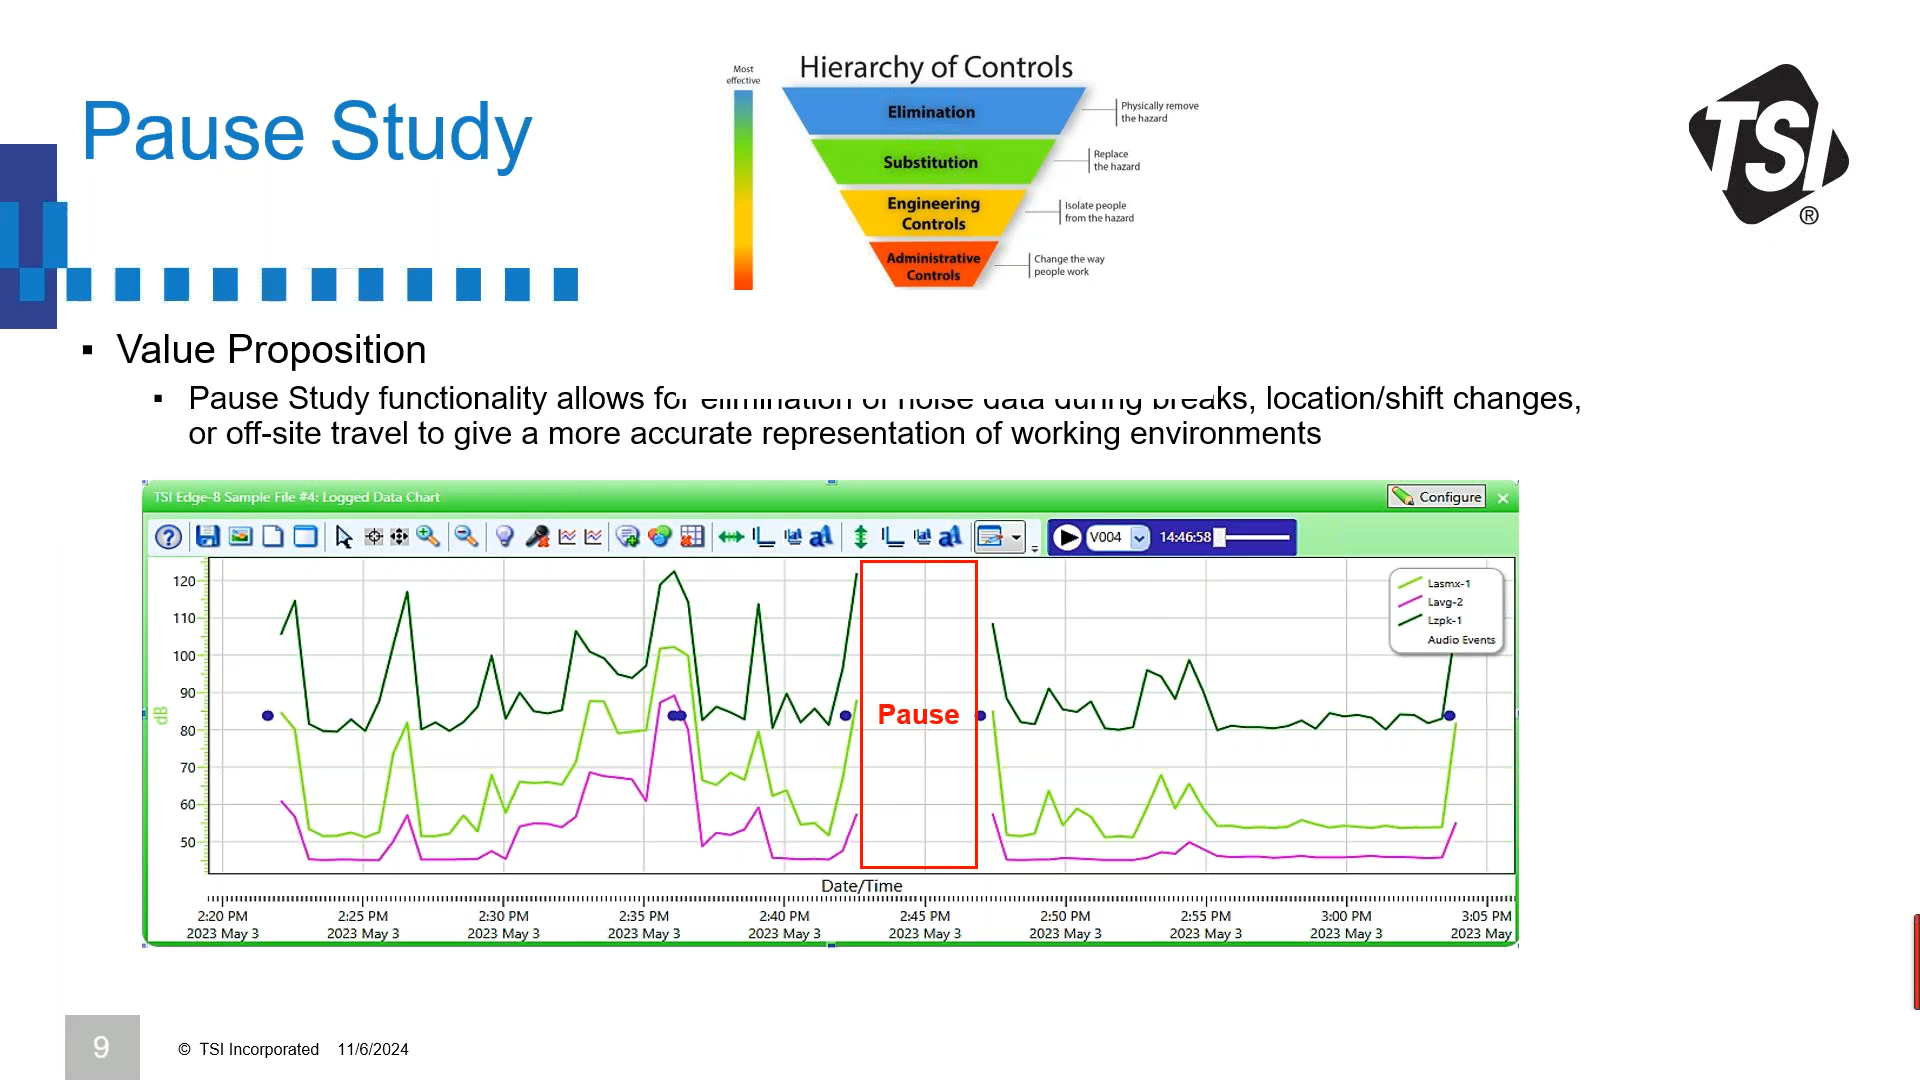 Pause Study
Most
effective
Hierarchy of Controls
Elimination
Physically remove
the hazard
Substitution
Replace
the hazard
Engineering
Controls
Isolate people
from the hazard
Administrative
Controls
Change the way
people work
TSI
®
▪ Value Proposition
▪ Pause Study functionality allows for elimination of noise data during breaks, location/shift changes,
or off-site travel to give a more accurate representation of working environments
TSI Edge-8 Sample File #4: Logged Data Chart
Configure
V004
14:46:58
dB
120
110
100
90
80
70
60
50
Lasmx-1
Lavg-2
Lzpk-1
Audio Events
Pause
Date/Time
2:20 PM 2:25 PM 2:30 PM 2:35 PM 2:40 PM 2:45 PM 2:50 PM 2:55 PM 3:00 PM 3:05 PM
2023 May 3 2023 May 3 2023 May 3 2023 May 3 2023 May 3 2023 May 3 2023 May 3 2023 May 3 2023 May 3 2023 May
9
© TSI Incorporated 11/6/2024